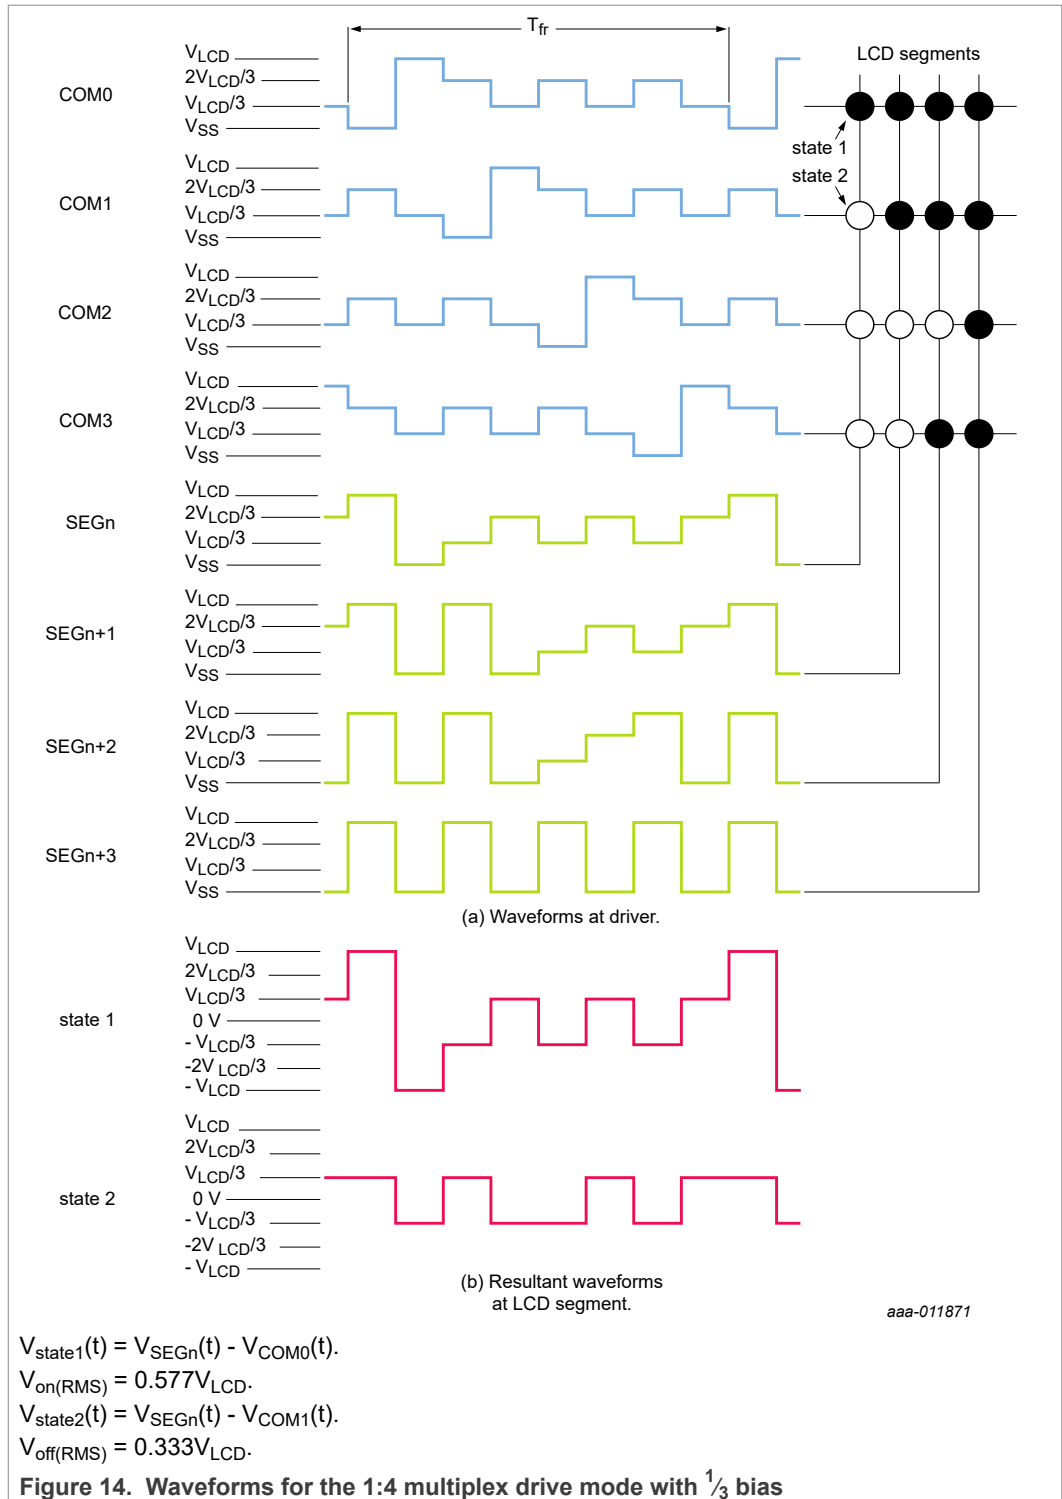 Tfr
LCD segments
COM0
VLCD
2VLCD/3
VLCD/3
VSS
state 1
state 2
COM1
VLCD
2VLCD/3
VLCD/3
VSS
COM2
VLCD
2VLCD/3
VLCD/3
VSS
COM3
VLCD
2VLCD/3
VLCD/3
VSS
SEGn
VLCD
2VLCD/3
VLCD/3
VSS
SEGn+1
VLCD
2VLCD/3
VLCD/3
VSS
SEGn+2
VLCD
2VLCD/3
VLCD/3
VSS
SEGn+3
VLCD
2VLCD/3
VLCD/3
VSS
(a) Waveforms at driver.
state 1
VLCD
2VLCD/3
VLCD/3
0 V
- VLCD/3
-2VLCD/3
- VLCD
state 2
VLCD
2VLCD/3
VLCD/3
0 V
- VLCD/3
-2VLCD/3
- VLCD
(b) Resultant waveforms
at LCD segment.
aaa-011871
Vstate1(t) = VSEGn(t) - VCOM0(t).
Von(RMS) = 0.577VLCD.
Vstate2(t) = VSEGn(t) - VCOM1(t).
Voff(RMS) = 0.333VLCD.
Figure 14. Waveforms for the 1:4 multiplex drive mode with 1⁄3 bias